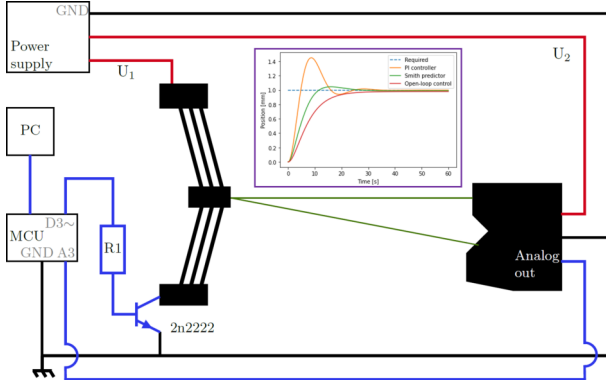 GND
Power
supply
U1
U2
PC
D3~
MCU
GND A3
R1
2n2222
Analog
out
Required
PI controller
Smith predictor
Open-loop control
Position [mm]
1.4
1.2
1.0
0.8
0.6
0.4
0.2
0.0
0 10 20 30 40 50 60
Time [s]